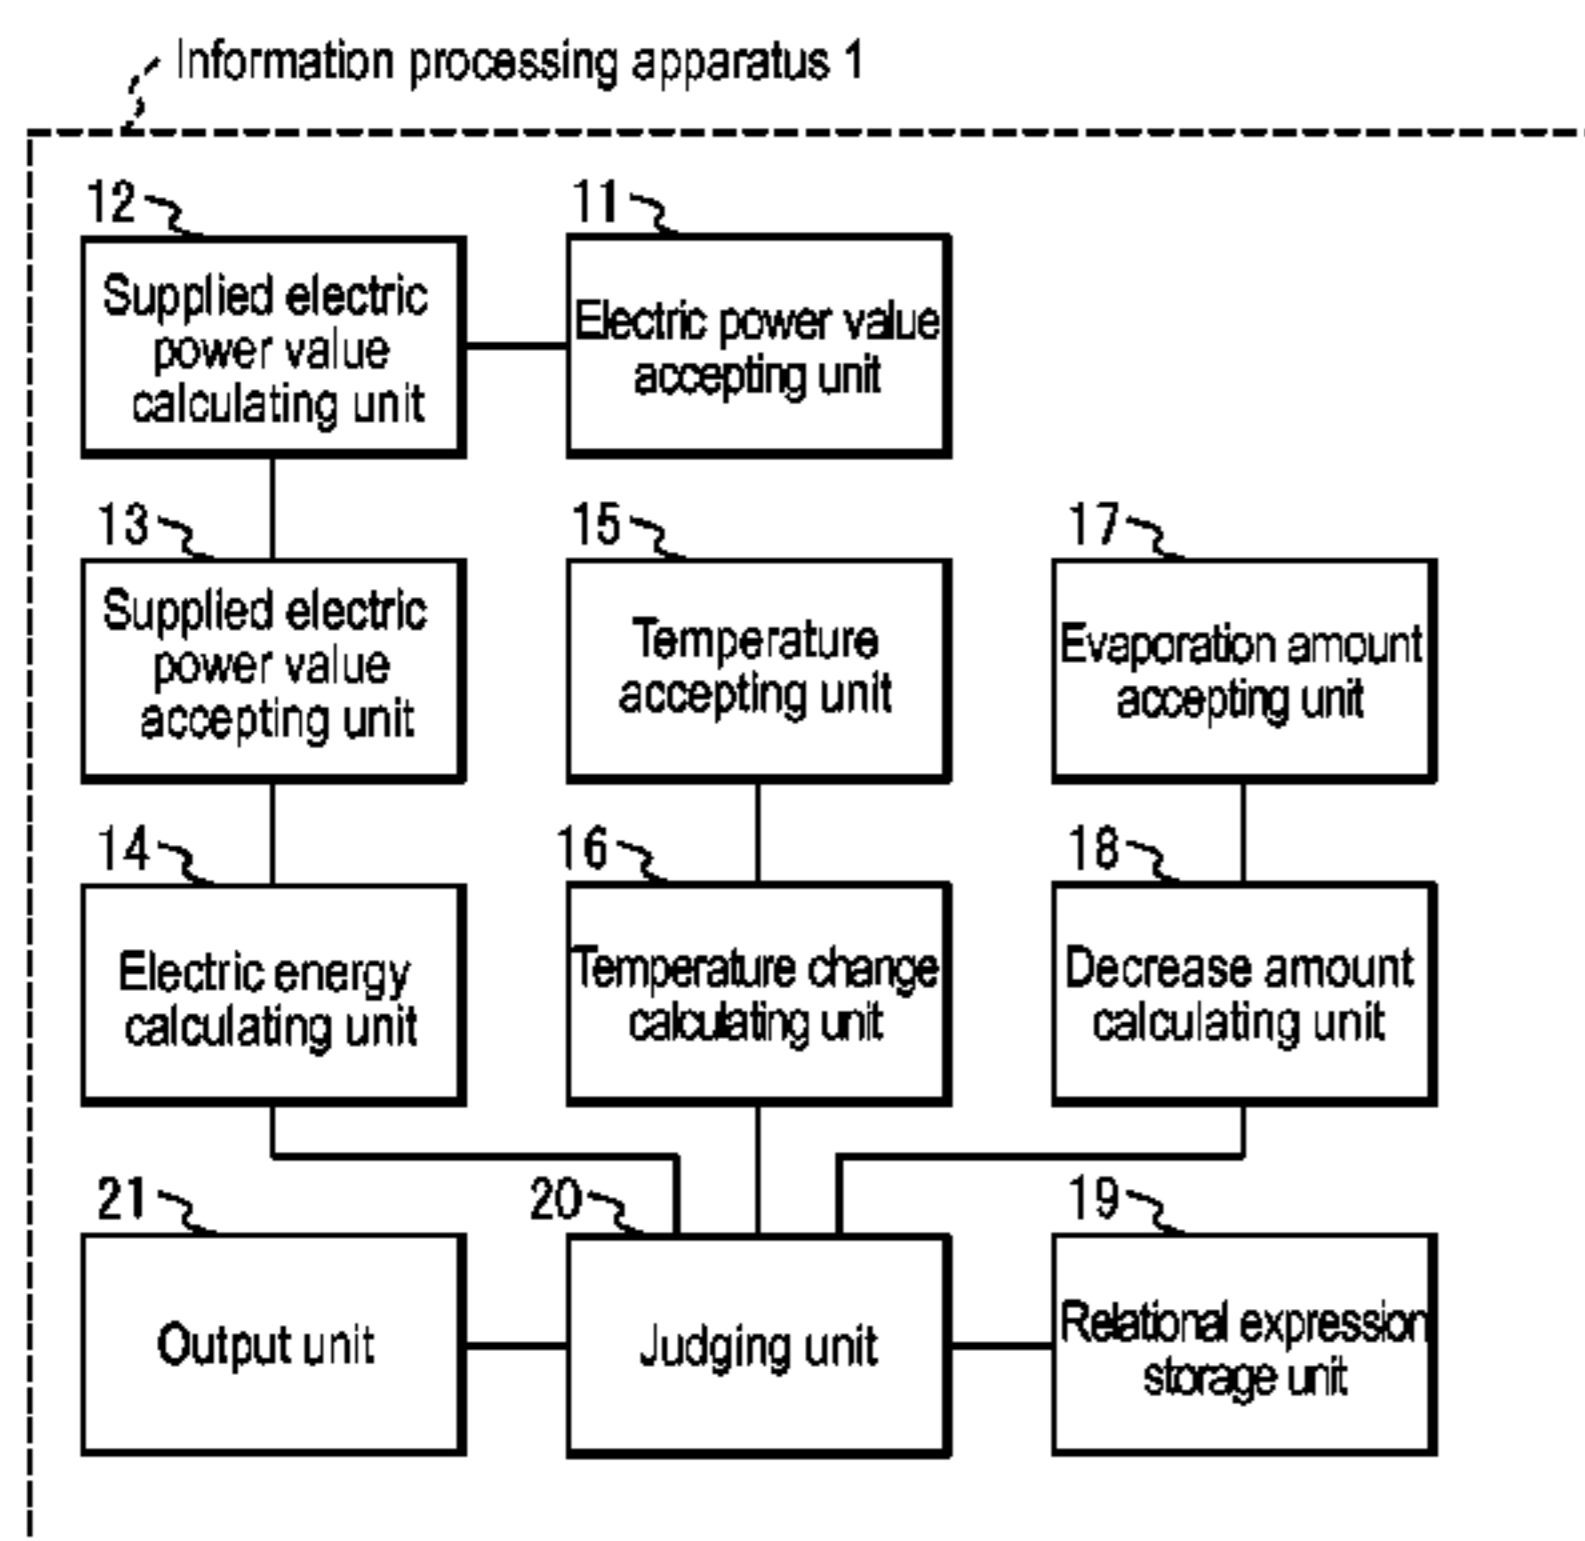 Information processing apparatus 1
12
Supplied electric
power value
calculating unit
11
Electric power value
accepting unit
13
Supplied electric
power value
accepting unit
15
Temperature
accepting unit
17
Evaporation amount
accepting unit
14
Electric energy
calculating unit
16
Temperature change
calculating unit
18
Decrease amount
calculating unit
21
Output unit
20
Judging unit
19
Relational expression
storage unit